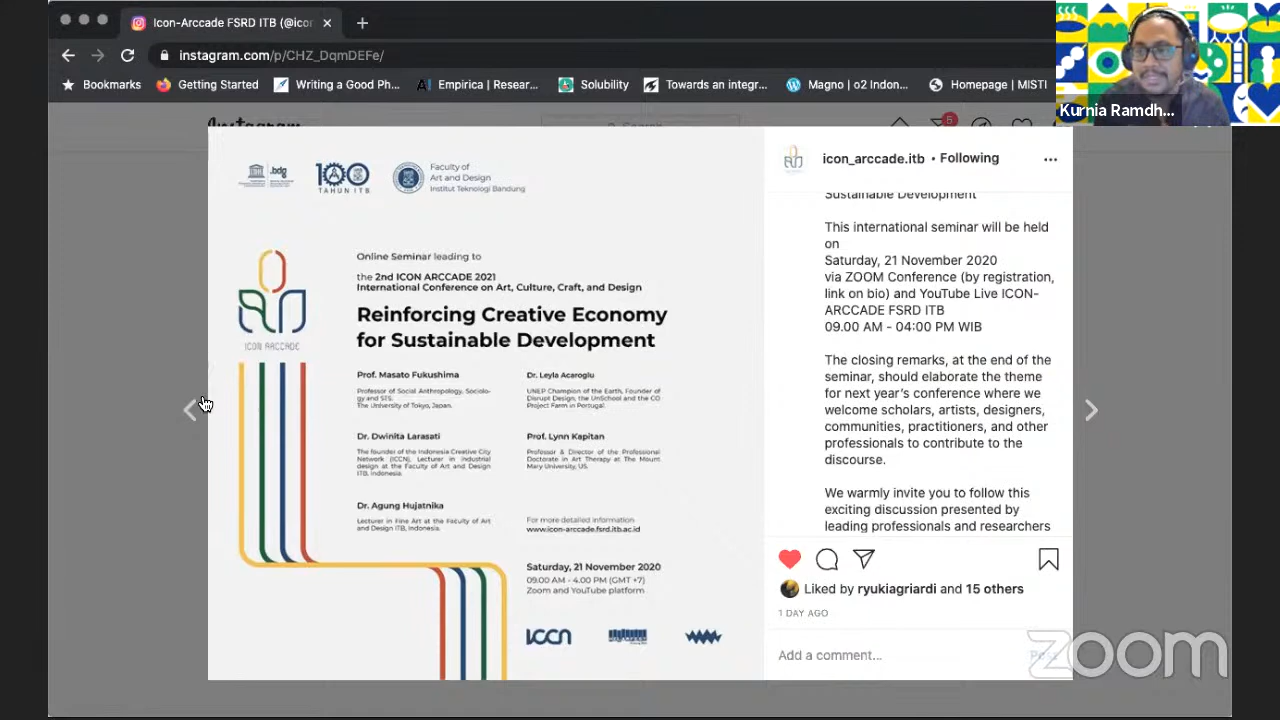 Icon-Arccade FSRD ITB (@icon
instagram.com/p/CHZ_DqmDEFe/
Bookmarks
Getting Started
Writing a Good Ph...
Empirica | Resear...
Solubility
Towards an integr...
Magno | o2 Indon...
Homepage | MISTI
Kurnia Ramdh...
Instagram
Search
6
.bdg
100
TAHUN ITB
Faculty of
Art and Design
Institut Teknologi Bandung
ICON ARCCADE
Online Seminar leading to
the 2nd ICON ARCCADE 2021
International Conference on Art, Culture, Craft, and Design
Reinforcing Creative Economy
for Sustainable Development
Prof. Masato Fukushima
Professor of Social Anthropology, Sociolo-
gy and STS.
The University of Tokyo, Japan.
Dr. Leyla Acaroglu
UNEP Champion of the Earth, Founder of
Disrupt Design, the UnSchool and the CO
Project Farm in Portugal.
Dr. Dwinita Larasati
The founder of the Indonesia Creative City
Network (ICCN), Lecturer in industrial
design at the Faculty of Art and Design
ITB, Indonesia.
Prof. Lynn Kapitan
Professor & Director of the Professional
Doctorate in Art Therapy at The Mount
Mary University, US.
Dr. Agung Hujatnika
Lecturer in Fine Art at the Faculty of Art
and Design ITB, Indonesia.
For more detailed information
www.icon-arccade.fsrd.itb.ac.id
Saturday, 21 November 2020
09.00 AM - 4.00 PM (GMT +7)
Zoom and YouTube platform
ICCN
icon_arccade.itb • Following
Sustainable Development
This international seminar will be held
on
Saturday, 21 November 2020
via ZOOM Conference (by registration,
link on bio) and YouTube Live ICON-
ARCCADE FSRD ITB
09.00 AM - 04:00 PM WIB
The closing remarks, at the end of the
seminar, should elaborate the theme
for next year's conference where we
welcome scholars, artists, designers,
communities, practitioners, and other
professionals to contribute to the
discourse.
We warmly invite you to follow this
exciting discussion presented by
leading professionals and researchers
Liked by ryukiagriardi and 15 others
1 DAY AGO
Add a comment...
Post
zoom